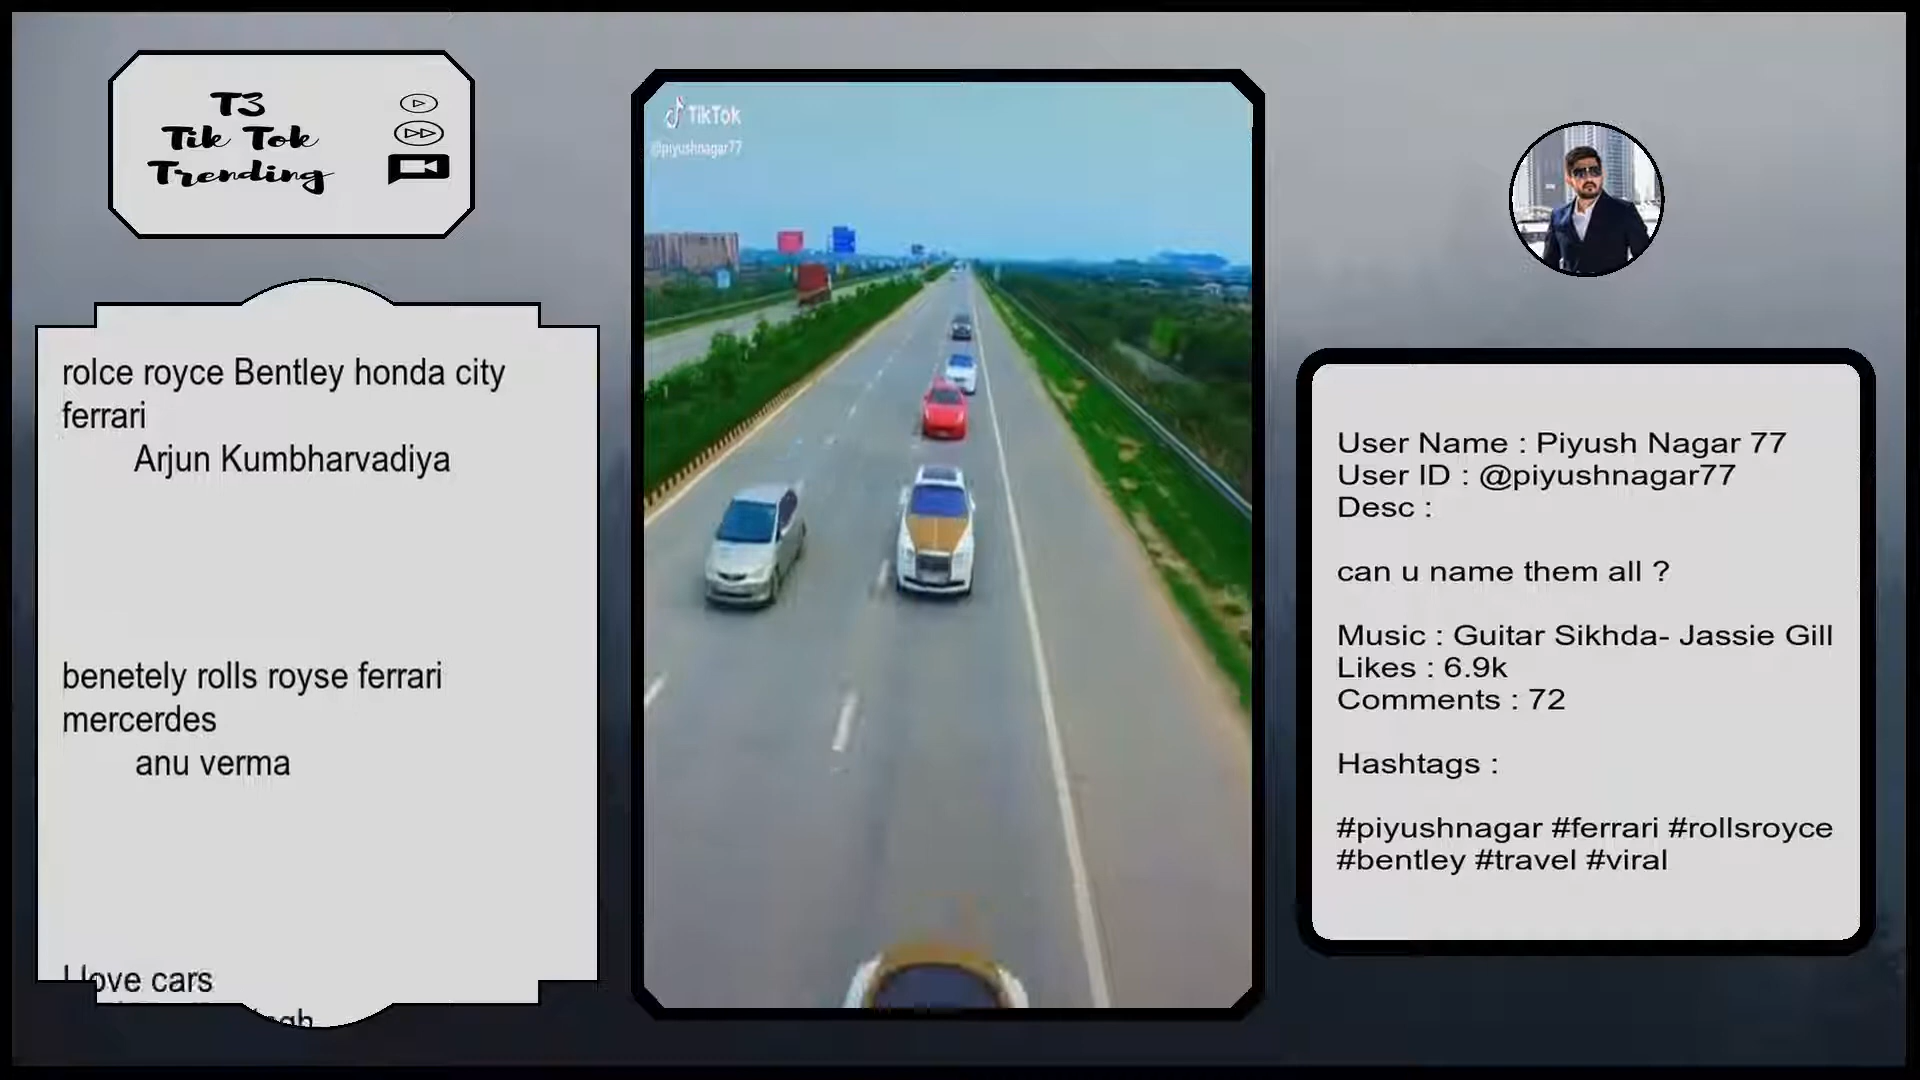 T3
Tik Tok
Trending
rolce royce Bentley honda city
ferrari
Arjun Kumbharvadiya
benetely rolls royse ferrari
mercerdes
anu verma
I love cars
TikTok
@piyushnagar77
User Name : Piyush Nagar 77
User ID : @piyushnagar77
Desc :
can u name them all ?
Music : Guitar Sikhda- Jassie Gill
Likes : 6.9k
Comments : 72
Hashtags :
#piyushnagar #ferrari #rollsroyce
#bentley #travel #viral